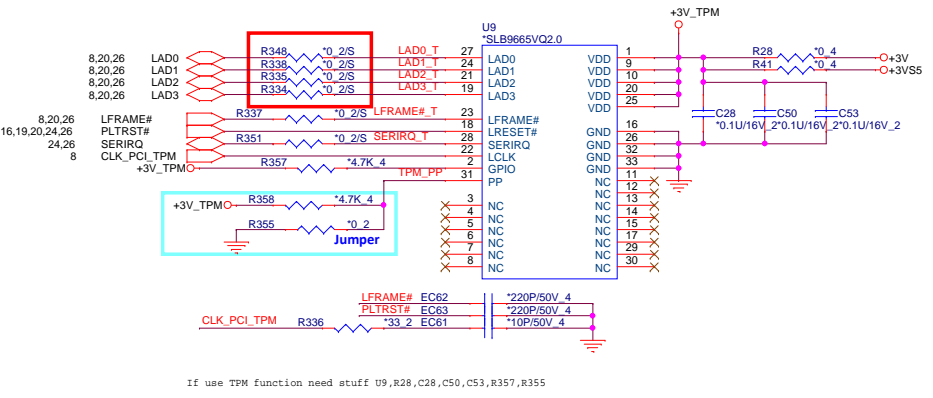 +3V_TPM
U9
*SLB9665VQ2.0
8,20,26 LAD0 R348 *0_2/S LAD0_T 27 LAD0 VDD 1 R28 *0_4 +3V
8,20,26 LAD1 R338 *0_2/S LAD1_T 24 LAD1 VDD 9 R41 *0_4 +3VS5
8,20,26 LAD2 R335 *0_2/S LAD2_T 21 LAD2 VDD 10
8,20,26 LAD3 R334 *0_2/S LAD3_T 19 LAD3 VDD 20
VDD 25
8,20,26 LFRAME# R337 *0_2/S LFRAME#_T 23 LFRAME# C28 C50 C53
*0.1U/16V_2 *0.1U/16V_2 *0.1U/16V_2
16,19,20,24,26 PLTRST# 18 LRESET# GND 16
24,26 SERIRQ R351 *0_2/S SERIRQ_T 28 SERIRQ GND 26
8 CLK_PCI_TPM 22 LCLK GND 32
+3V_TPM R357 *4.7K_4 2 GPIO GND 33
TPM_PP 31 PP NC 11
NC 12
+3V_TPM R358 *4.7K_4 3 NC NC 13
4 NC NC 14
R355 *0_2 5 NC NC 15
Jumper 6 NC NC 17
7 NC NC 29
8 NC NC 30
LFRAME# EC62 *220P/50V_4
PLTRST# EC63 *220P/50V_4
CLK_PCI_TPM R336 *33_2 EC61 *10P/50V_4
If use TPM function need stuff U9,R28,C28,C50,C53,R357,R355